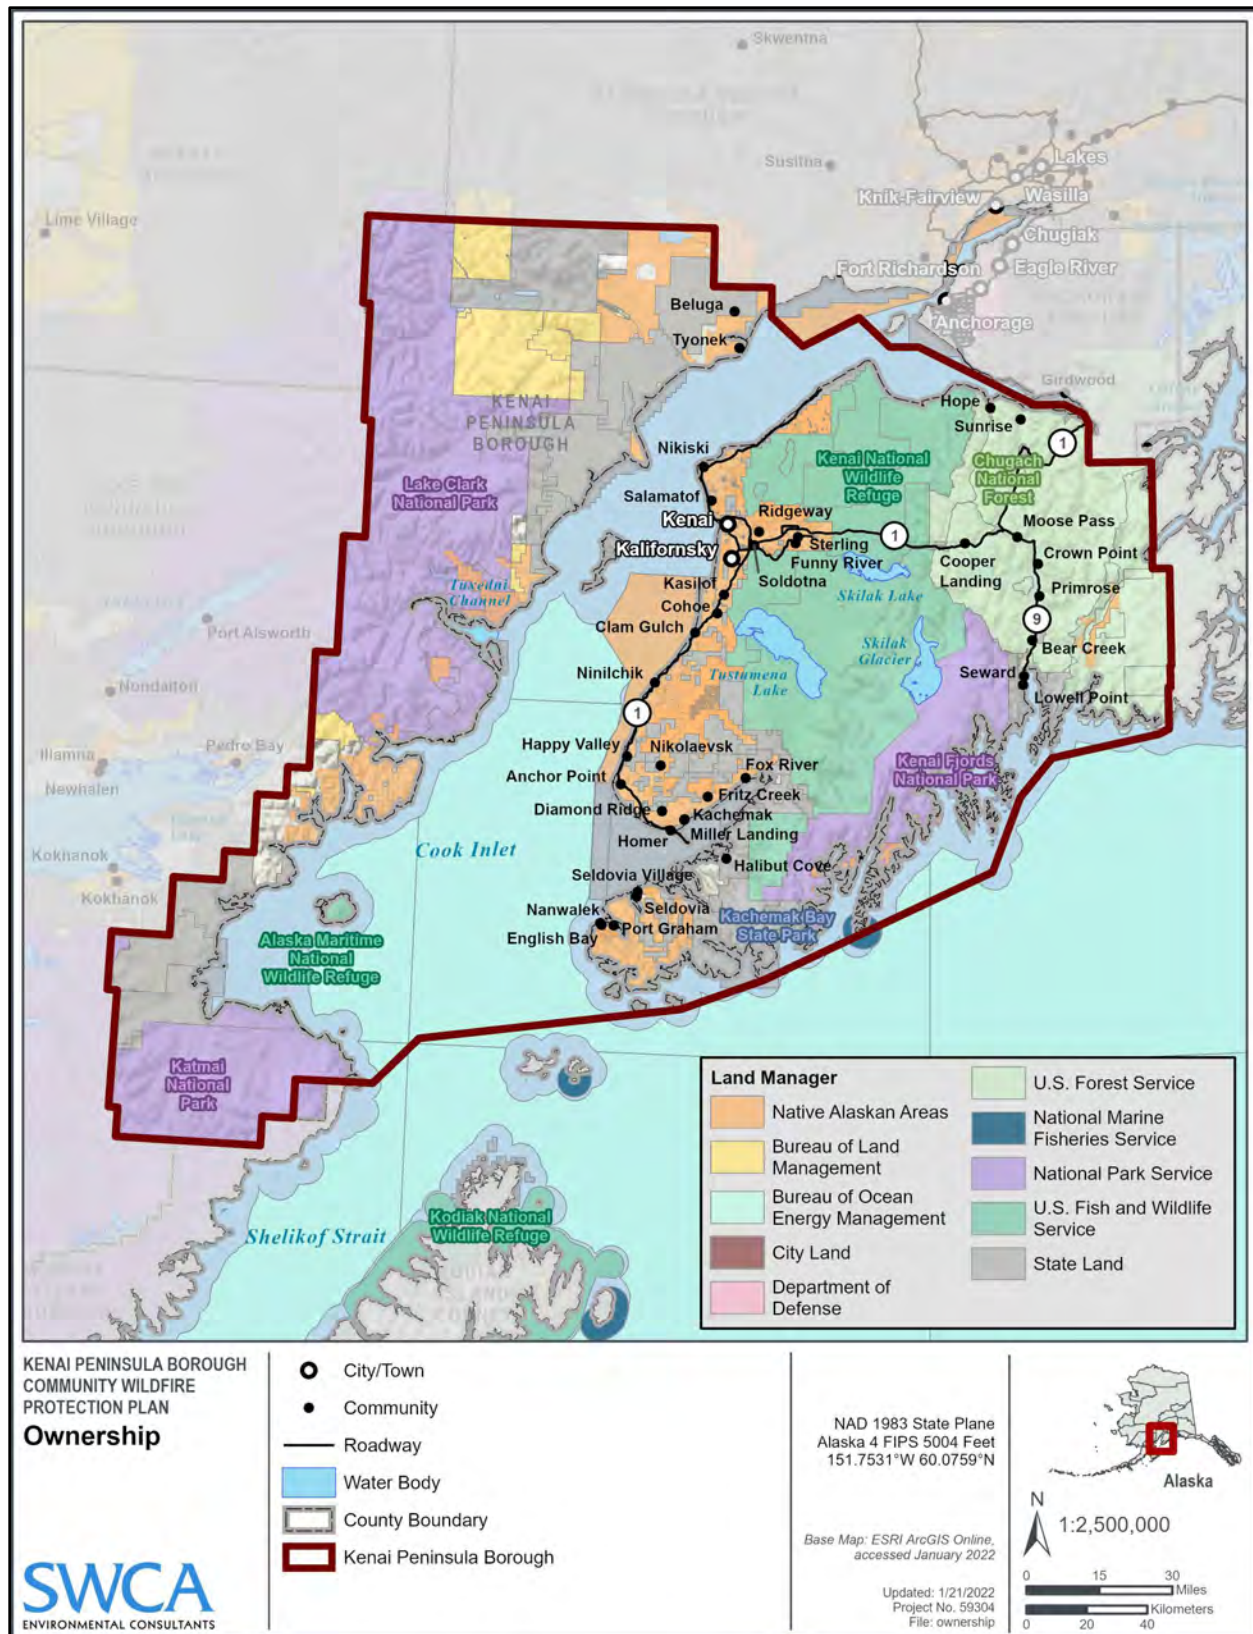 Skwentna
Susitna
Lakes
Knik-Fairview
Wasilla
Lime Village
Chugiak
Fort Richardson
Eagle River
Anchorage
Beluga
Tyonek
Girdwood
KENAI
PENINSULA
BOROUGH
Hope
Sunrise
1
Nikiski
Kenai National
Wildlife
Refuge
Chugach
National
Forest
Lake Clark
National Park
Salamatof
Kenai
Ridgeway
Moose Pass
Kalifornsky
Sterling
1
Funny River
Cooper
Landing
Crown Point
Soldotna
Tuxedni
Channel
Kasilof
Skilak Lake
Primrose
Cohoe
Clam Gulch
9
Port Alsworth
Bear Creek
Skilak
Glacier
Ninilchik
Tustumena
Lake
Seward
Lowell Point
Nondalton
1
Iliamna
Pedro Bay
Newhalen
Happy Valley
Nikolaevsk
Fox River
Kenai Fjords
National Park
Anchor Point
Fritz Creek
Diamond Ridge
Kachemak
Miller Landing
Homer
Cook Inlet
Kokhanok
Kokhanok
Halibut Cove
Seldovia Village
Seldovia
Nanwalek
Port Graham
English Bay
Kachemak Bay
State Park
Alaska Maritime
National
Wildlife Refuge
Katmai
National
Park
Shelikof Strait
Kodiak National
Wildlife Refuge
Land Manager
Native Alaskan Areas
Bureau of Land
Management
Bureau of Ocean
Energy Management
City Land
Department of
Defense
U.S. Forest Service
National Marine
Fisheries Service
National Park Service
U.S. Fish and Wildlife
Service
State Land
KENAI PENINSULA BOROUGH
COMMUNITY WILDFIRE
PROTECTION PLAN
Ownership
SWCA
ENVIRONMENTAL CONSULTANTS
City/Town
Community
Roadway
Water Body
County Boundary
Kenai Peninsula Borough
NAD 1983 State Plane
Alaska 4 FIPS 5004 Feet
151.7531°W 60.0759°N
Base Map: ESRI ArcGIS Online,
accessed January 2022
Updated: 1/21/2022
Project No. 59304
File: ownership
Alaska
N
1:2,500,000
0 15 30
Miles
Kilometers
0 20 40